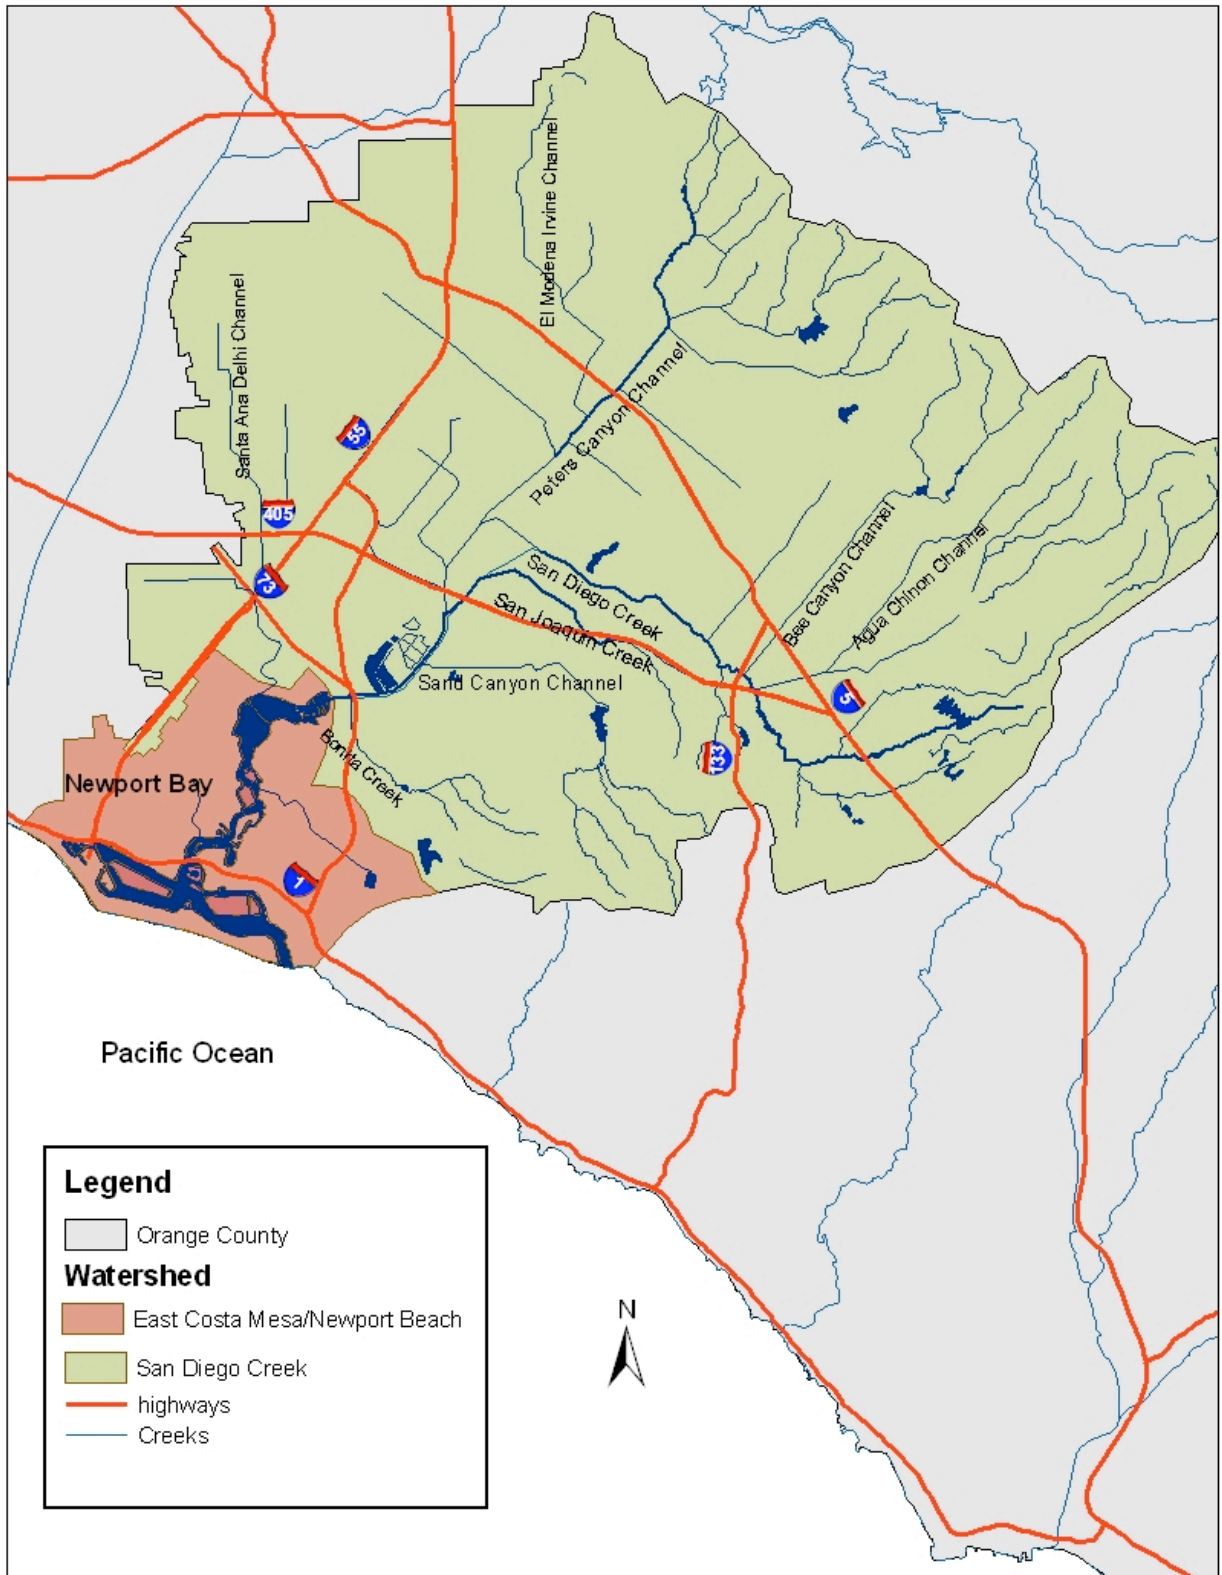 El Modena Irvine Channel
Santa Ana Delhi Channel
Peters Canyon Channel
55
405
73
San Diego Creek
San Joaquin Creek
Bee Canyon Channel
Agua Chinon Channel
Sand Canyon Channel
5
133
Bonita Creek
Newport Bay
1
Pacific Ocean
Legend
Orange County
Watershed
East Costa Mesa/Newport Beach
San Diego Creek
highways
Creeks
N